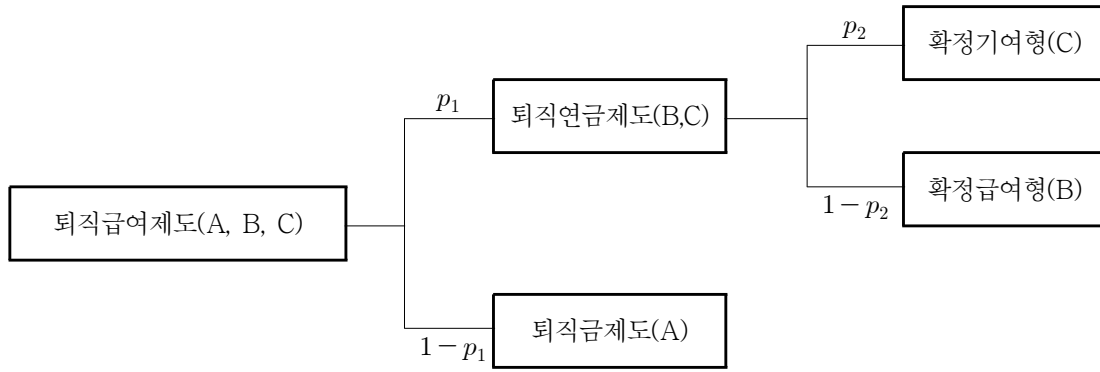 퇴직급여제도(A, B, C)
p₁
퇴직연금제도(B,C)
1−p₁
퇴직금제도(A)
p₂
확정기여형(C)
1−p₂
확정급여형(B)